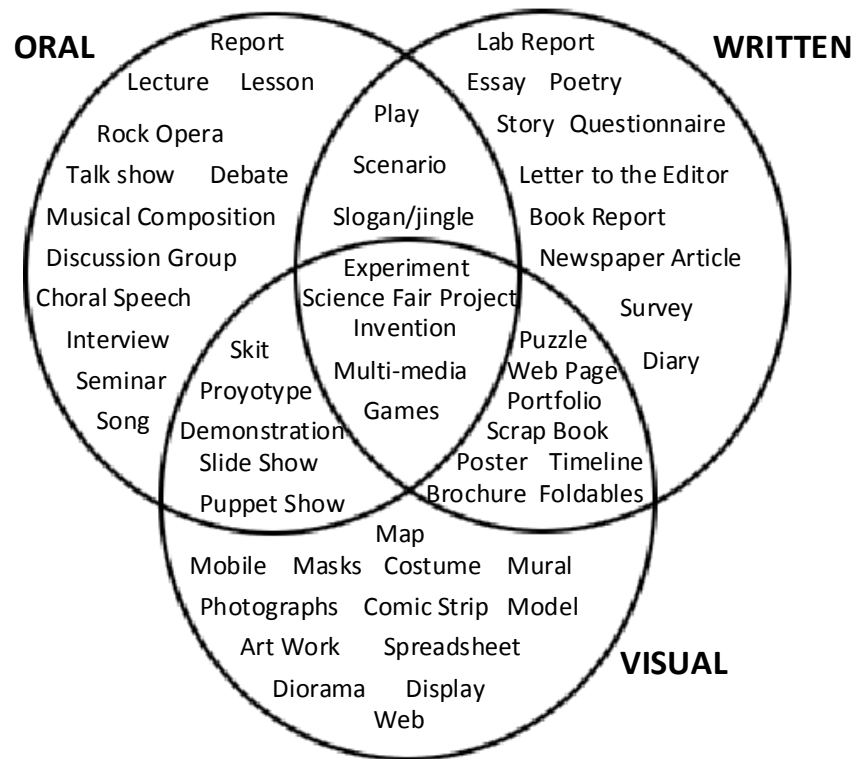 ORAL
WRITTEN
VISUAL
Report
Lecture Lesson
Rock Opera
Talk show Debate
Musical Composition
Discussion Group
Choral Speech
Interview
Seminar
Song
Play
Scenario
Slogan/jingle
Lab Report
Essay Poetry
Story Questionnaire
Letter to the Editor
Book Report
Newspaper Article
Survey
Diary
Experiment
Science Fair Project
Invention
Multi-media
Games
Skit
Proyotype
Demonstration
Slide Show
Puppet Show
Puzzle
Web Page
Portfolio
Scrap Book
Poster Timeline
Brochure Foldables
Map
Mobile Masks Costume Mural
Photographs Comic Strip Model
Art Work Spreadsheet
Diorama Display
Web